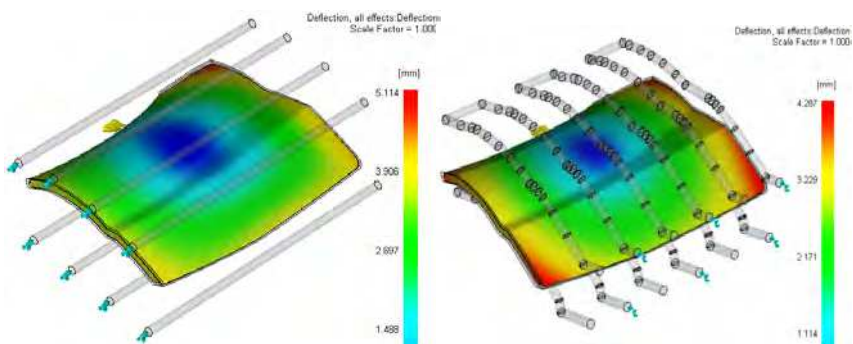 Deflection, all effects:Deflection
Scale Factor = 1.000
[mm]
5.114
3.906
2.697
1.488
Deflection, all effects:Deflection
Scale Factor = 1.000
[mm]
4.287
3.229
2.171
1.114